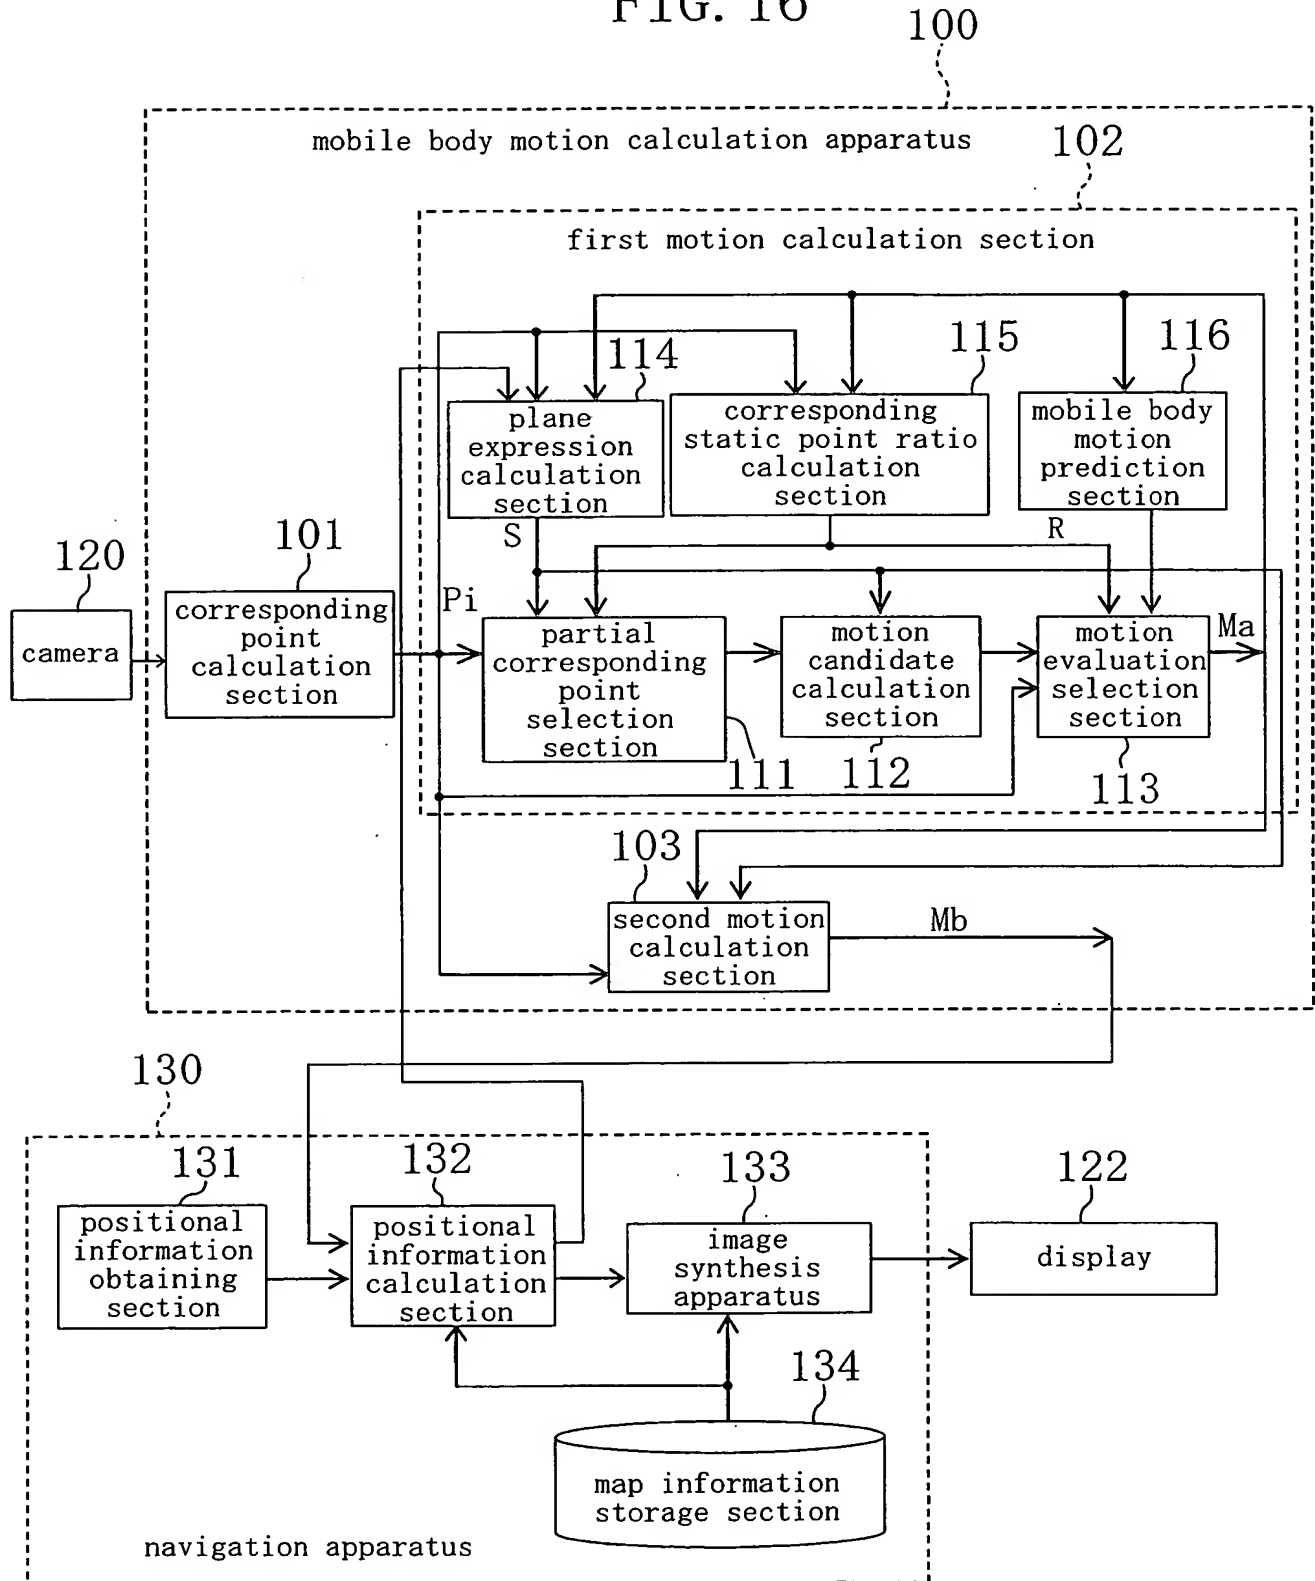 FIG. 16
100
mobile body motion calculation apparatus
102
first motion calculation section
114
115
116
plane
expression
calculation
section
corresponding
static point ratio
calculation
section
mobile body
motion
prediction
section
S
R
120
101
Pi
Ma
camera
corresponding
point
calculation
section
partial
corresponding
point
selection
section
motion
candidate
calculation
section
motion
evaluation
selection
section
111
112
113
103
second motion
calculation
section
Mb
130
131
132
133
122
positional
information
obtaining
section
positional
information
calculation
section
image
synthesis
apparatus
display
134
map information
storage section
navigation apparatus